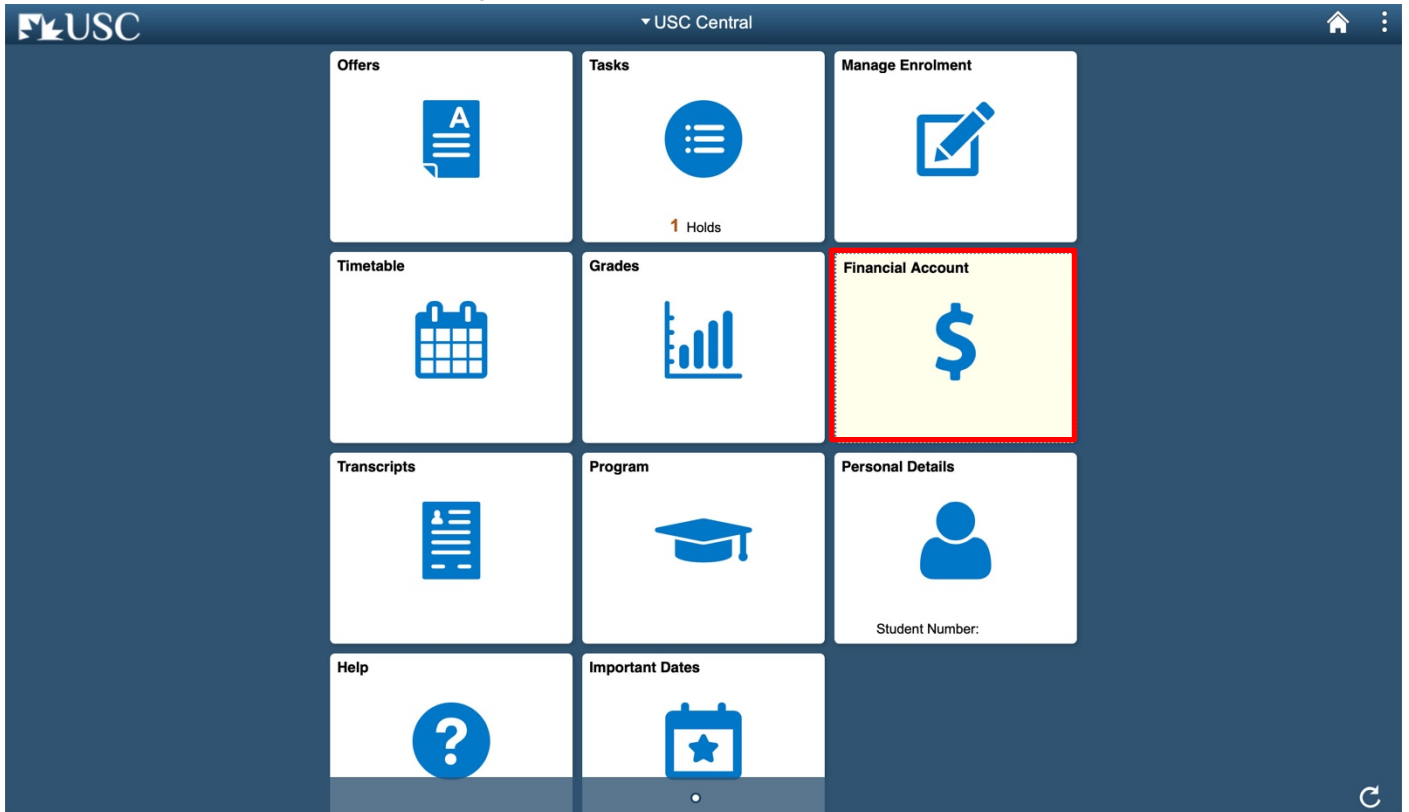 USC
USC Central
Offers
Tasks
Manage Enrolment
A
1 Holds
Timetable
Grades
Financial Account
$
Transcripts
Program
Personal Details
Student Number:
Help
Important Dates
?